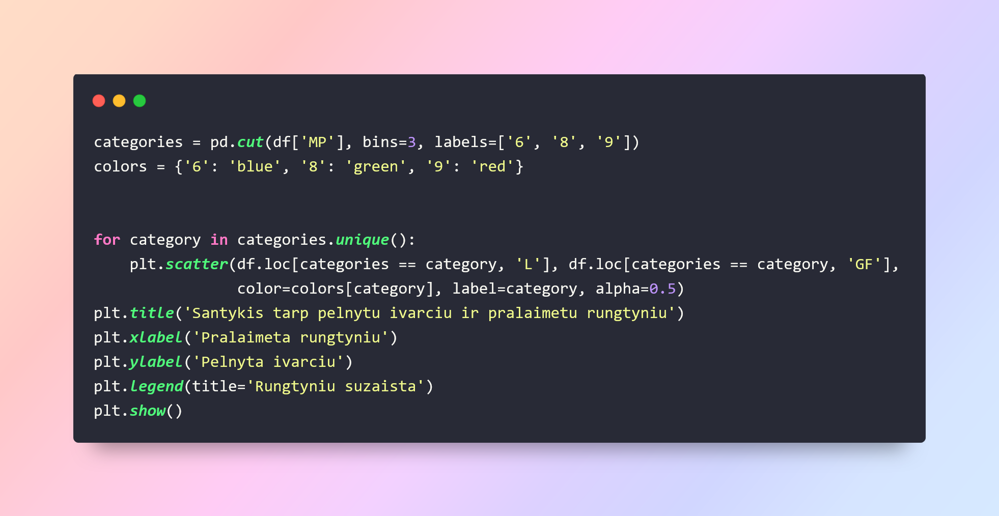 categories = pd.cut(df['MP'], bins=3, labels=['6', '8', '9'])
colors = {'6': 'blue', '8': 'green', '9': 'red'}
for category in categories.unique():
    plt.scatter(df.loc[categories == category, 'L'], df.loc[categories == category, 'GF'],
                color=colors[category], label=category, alpha=0.5)
plt.title('Santykis tarp pelnytu ivarciu ir pralaimetu rungtyniu')
plt.xlabel('Pralaimeta rungtyniu')
plt.ylabel('Pelnyta ivarciu')
plt.legend(title='Rungtyniu suzaista')
plt.show()